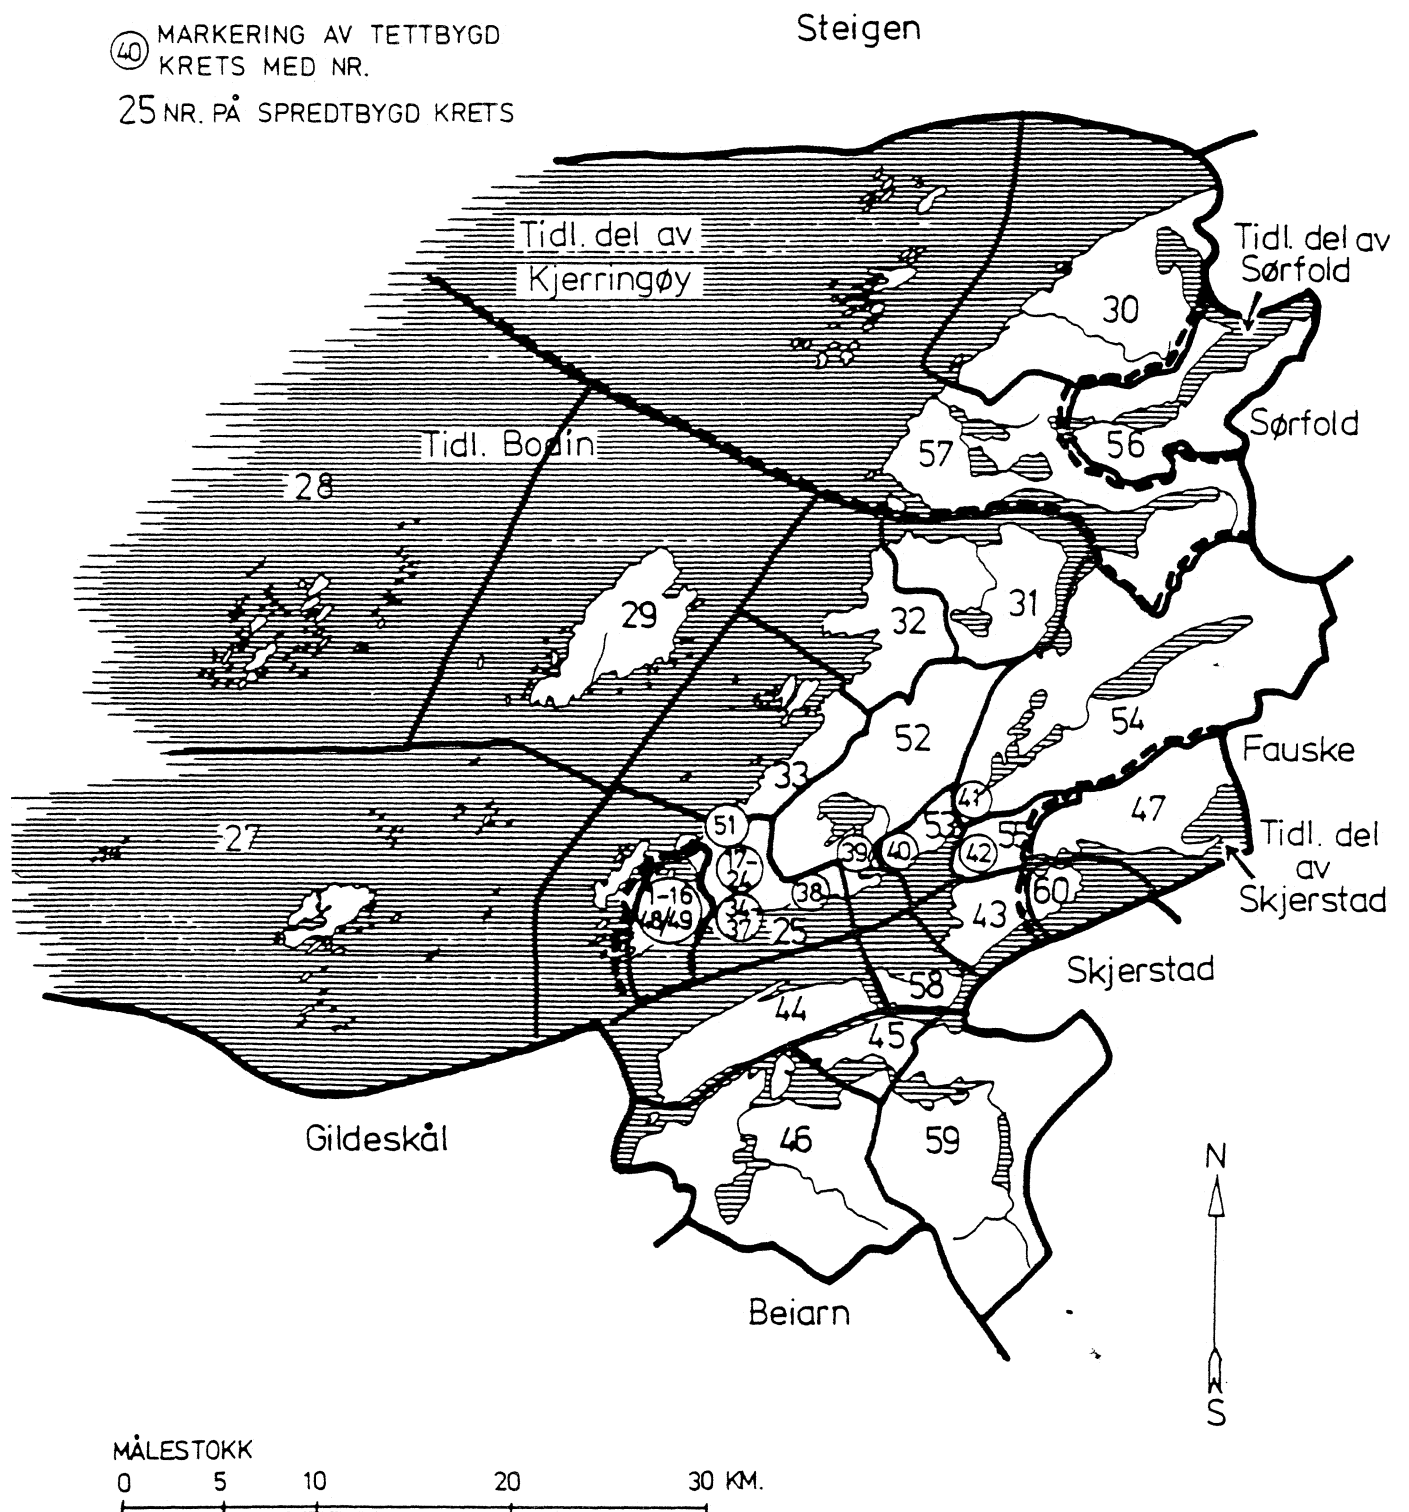 Steigen
40 MARKERING AV TETTBYGD
KRETS MED NR.
25 NR. PÅ SPREDTBYGD KRETS
Tidl. del av
Kjerringøy
Tidl. del av
Sørfold
30
Sørfold
Tidl. Bodin
57
56
28
29
32
31
54
52
Fauske
33
41
47
27
51
53
55
Tidl. del
av
Skjerstad
39
40
42
17-
24
38
60
1-16
48/49
34
37
25
43
Skjerstad
58
44
45
Gildeskål
46
59
N
Beiarn
S
MÅLESTOKK
0 5 10 20 30 KM.